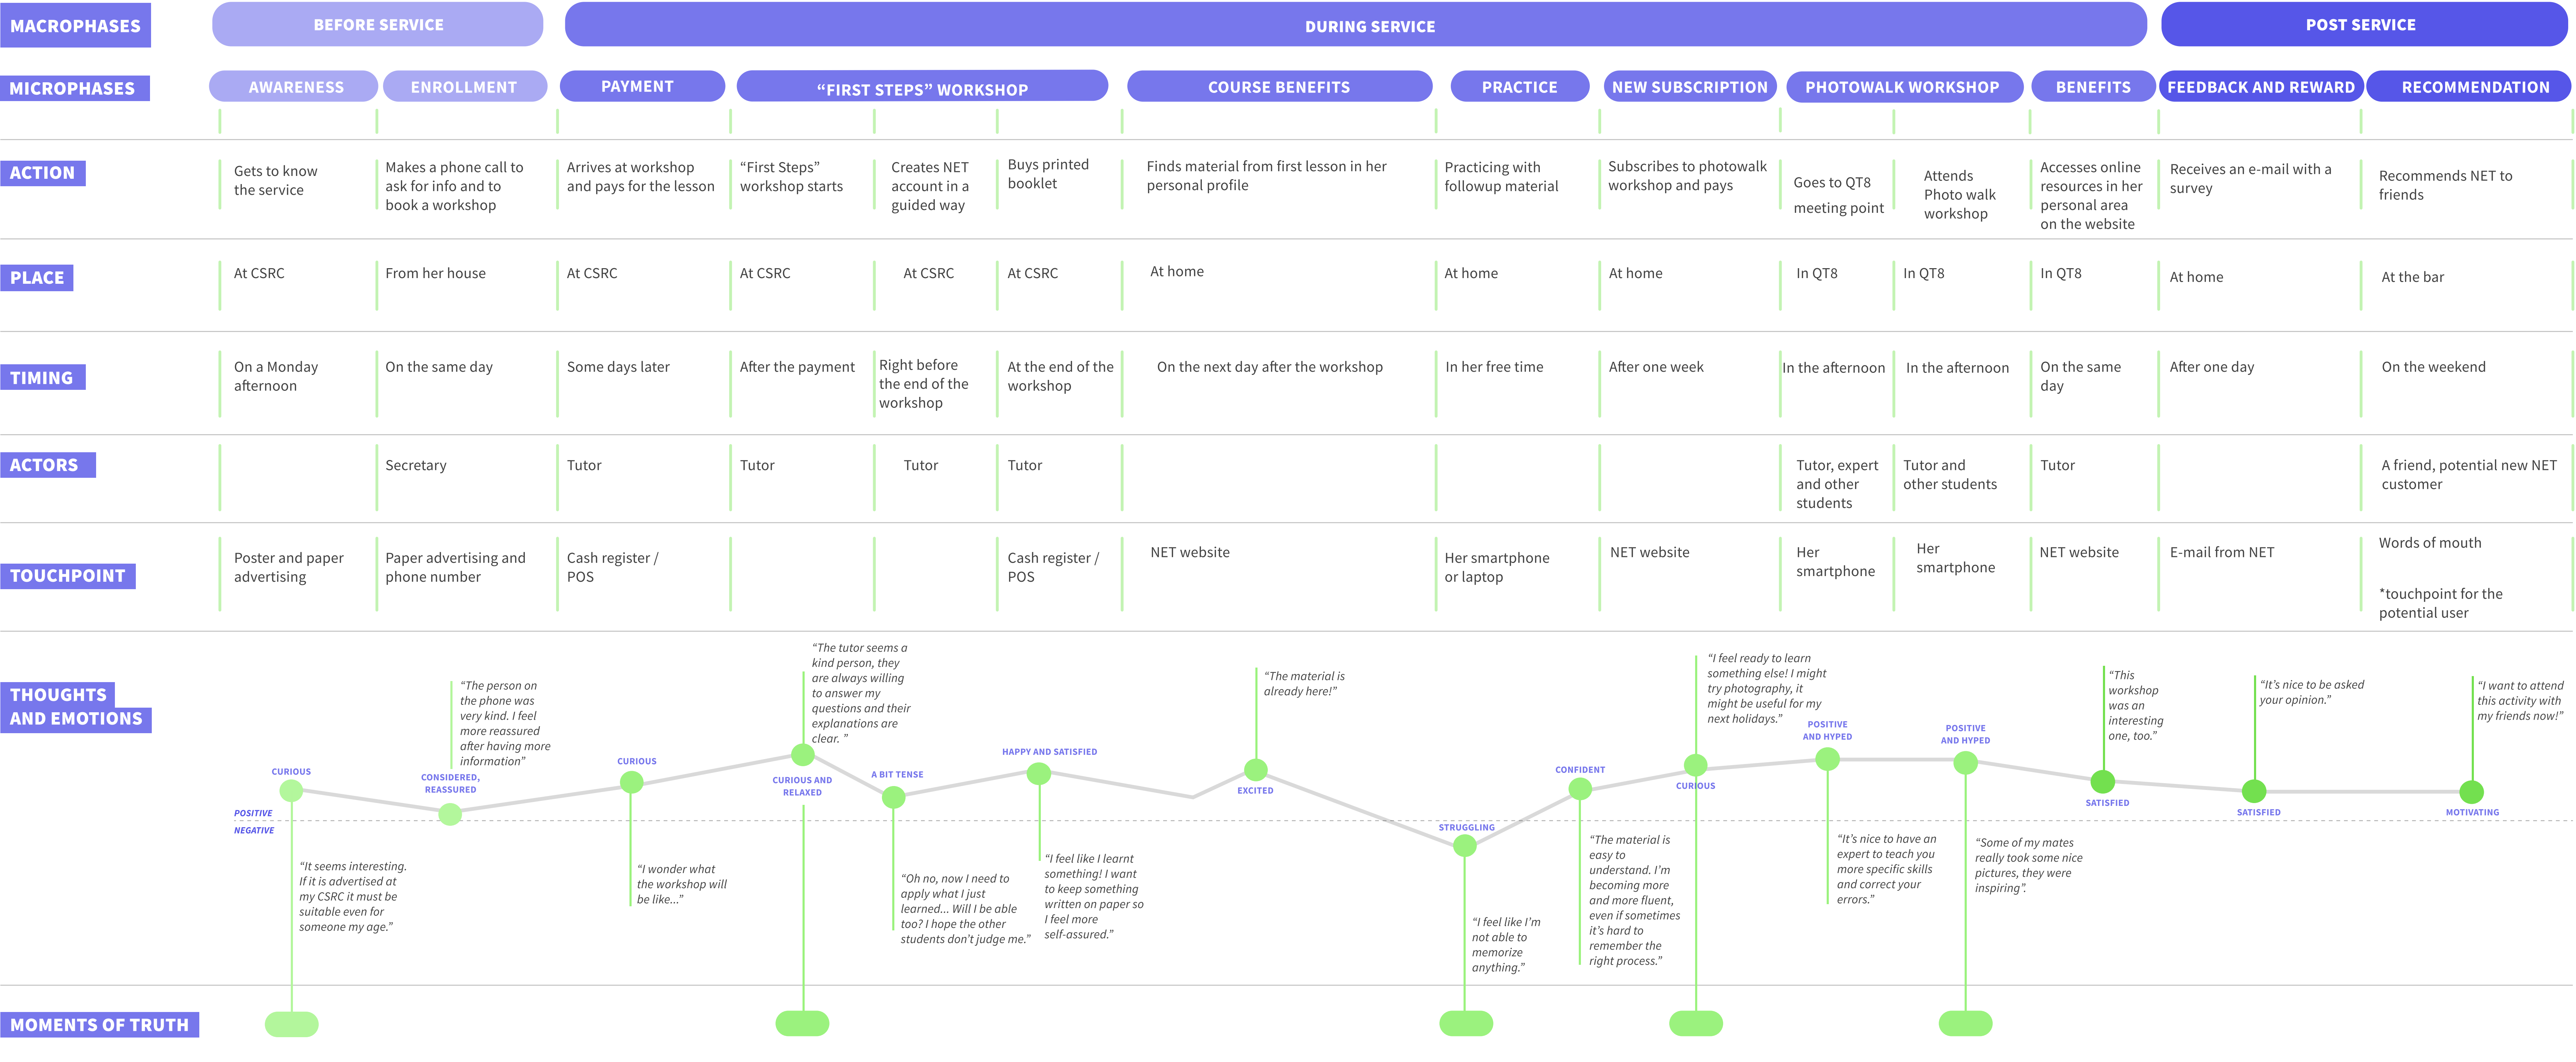 MACROPHASES
BEFORE SERVICE
DURING SERVICE
POST SERVICE
MICROPHASES
AWARENESS
ENROLLMENT
PAYMENT
“FIRST STEPS” WORKSHOP
COURSE BENEFITS
PRACTICE
NEW SUBSCRIPTION
PHOTOWALK WORKSHOP
BENEFITS
FEEDBACK AND REWARD
RECOMMENDATION
ACTION
Gets to know
the service
Makes a phone call to
ask for info and to
book a workshop
Arrives at workshop
and pays for the lesson
“First Steps”
workshop starts
Creates NET
account in a
guided way
Buys printed
booklet
Finds material from first lesson in her
personal profile
Practicing with
followup material
Subscribes to photowalk
workshop and pays
Goes to QT8
meeting point
Attends
Photo walk
workshop
Accesses online
resources in her
personal area
on the website
Receives an e-mail with a
survey
Recommends NET to
friends
PLACE
At CSRC
From her house
At CSRC
At CSRC
At CSRC
At CSRC
At home
At home
At home
In QT8
In QT8
In QT8
At home
At the bar
TIMING
On a Monday
afternoon
On the same day
Some days later
After the payment
Right before
the end of the
workshop
At the end of the
workshop
On the next day after the workshop
In her free time
After one week
In the afternoon
In the afternoon
On the same
day
After one day
On the weekend
ACTORS
Secretary
Tutor
Tutor
Tutor
Tutor
Tutor, expert
and other
students
Tutor and
other students
Tutor
A friend, potential new NET
customer
TOUCHPOINT
Poster and paper
advertising
Paper advertising and
phone number
Cash register /
POS
Cash register /
POS
NET website
Her smartphone
or laptop
NET website
Her
smartphone
Her
smartphone
NET website
E-mail from NET
Words of mouth
*touchpoint for the
potential user
THOUGHTS
AND EMOTIONS
POSITIVE
NEGATIVE
CURIOUS
“It seems interesting.
If it is advertised at
my CSRC it must be
suitable even for
someone my age.”
“The person on
the phone was
very kind. I feel
more reassured
after having more
information”
CONSIDERED,
REASSURED
CURIOUS
“I wonder what
the workshop will
be like...”
“The tutor seems a
kind person, they
are always willing
to answer my
questions and their
explanations are
clear. ”
CURIOUS AND
RELAXED
A BIT TENSE
“Oh no, now I need to
apply what I just
learned... Will I be able
too? I hope the other
students don’t judge me.”
HAPPY AND SATISFIED
“I feel like I learnt
something! I want
to keep something
written on paper so
I feel more
self-assured.”
“The material is
already here!”
EXCITED
STRUGGLING
“I feel like I’m
not able to
memorize
anything.”
CONFIDENT
“The material is
easy to
understand. I’m
becoming more
and more fluent,
even if sometimes
it’s hard to
remember the
right process.”
“I feel ready to learn
something else! I might
try photography, it
might be useful for my
next holidays.”
CURIOUS
POSITIVE
AND HYPED
“It’s nice to have an
expert to teach you
more specific skills
and correct your
errors.”
POSITIVE
AND HYPED
“Some of my mates
really took some nice
pictures, they were
inspiring”.
“This
workshop
was an
interesting
one, too.”
SATISFIED
“It’s nice to be asked
your opinion.”
SATISFIED
“I want to attend
this activity with
my friends now!”
MOTIVATING
MOMENTS OF TRUTH